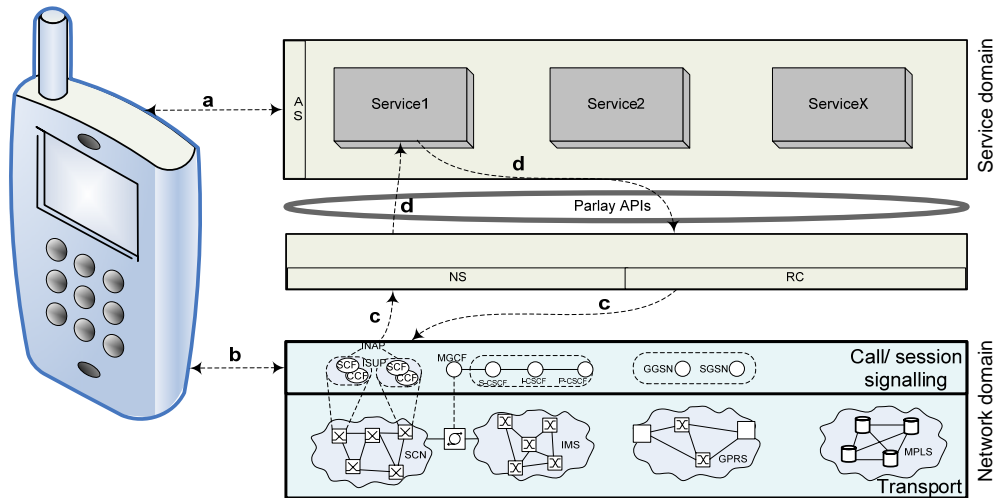 a
A
S
Service1
Service2
ServiceX
Service domain
d
d
Parlay APIs
NS
RC
c
c
b
INAP
ISUP
SCF
CCF
SCF
CCF
MGCF
S-CSCF
I-CSCF
P-CSCF
GGSN
SGSN
Call/ session
signalling
Network domain
SCN
IMS
GPRS
MPLS
Transport